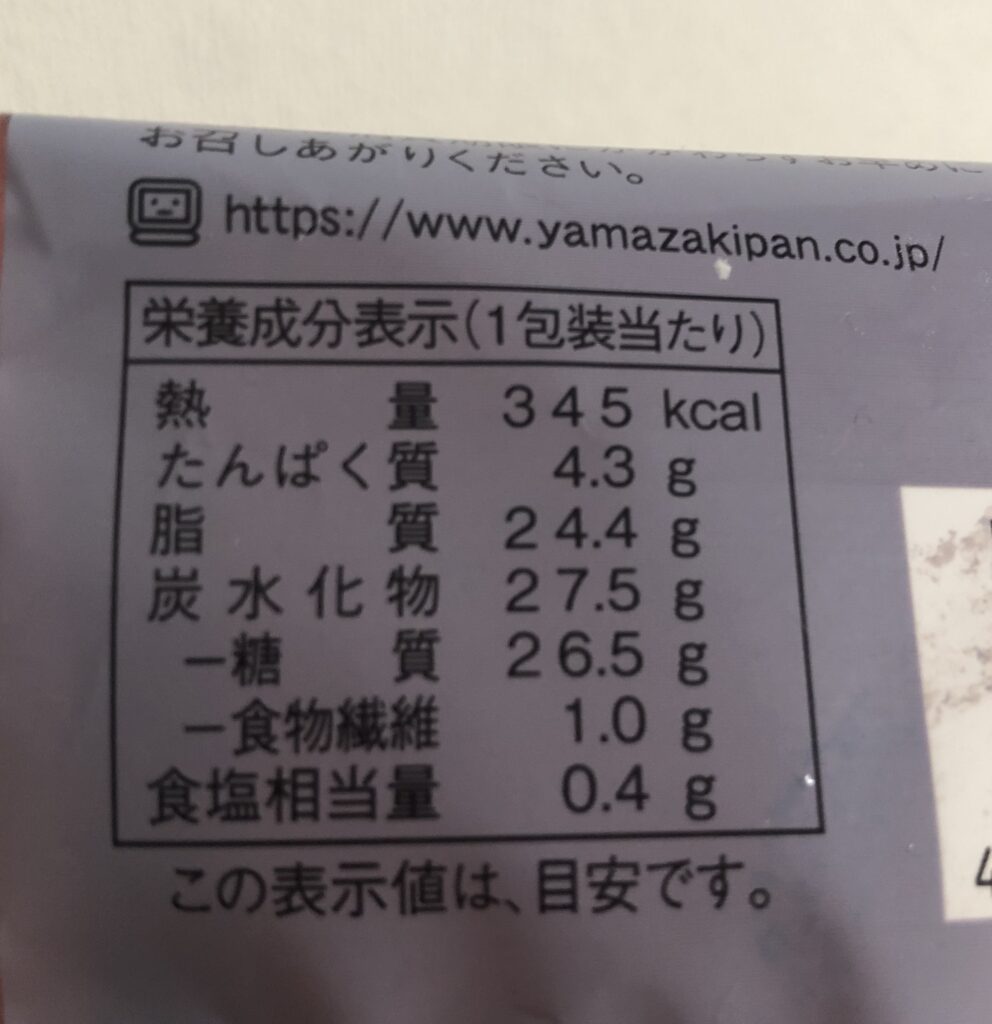 お召しあがりください。
https://www.yamazakipan.co.jp/
栄養成分表示(1包装当たり)
熱量 345 kcal
たんぱく質 4.3 g
脂質 24.4 g
炭水化物 27.5 g
－糖質 26.5 g
－食物繊維 1.0 g
食塩相当量 0.4 g
この表示値は、目安です。